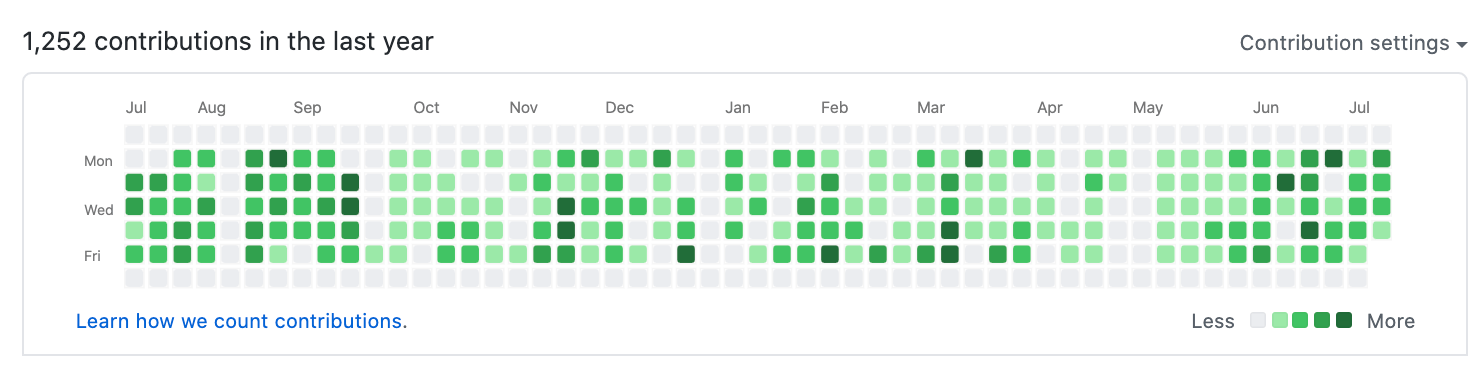 1,252 contributions in the last year
Contribution settings
Jul Aug Sep Oct Nov Dec Jan Feb Mar Apr May Jun Jul
Mon
Wed
Fri
Learn how we count contributions.
Less More